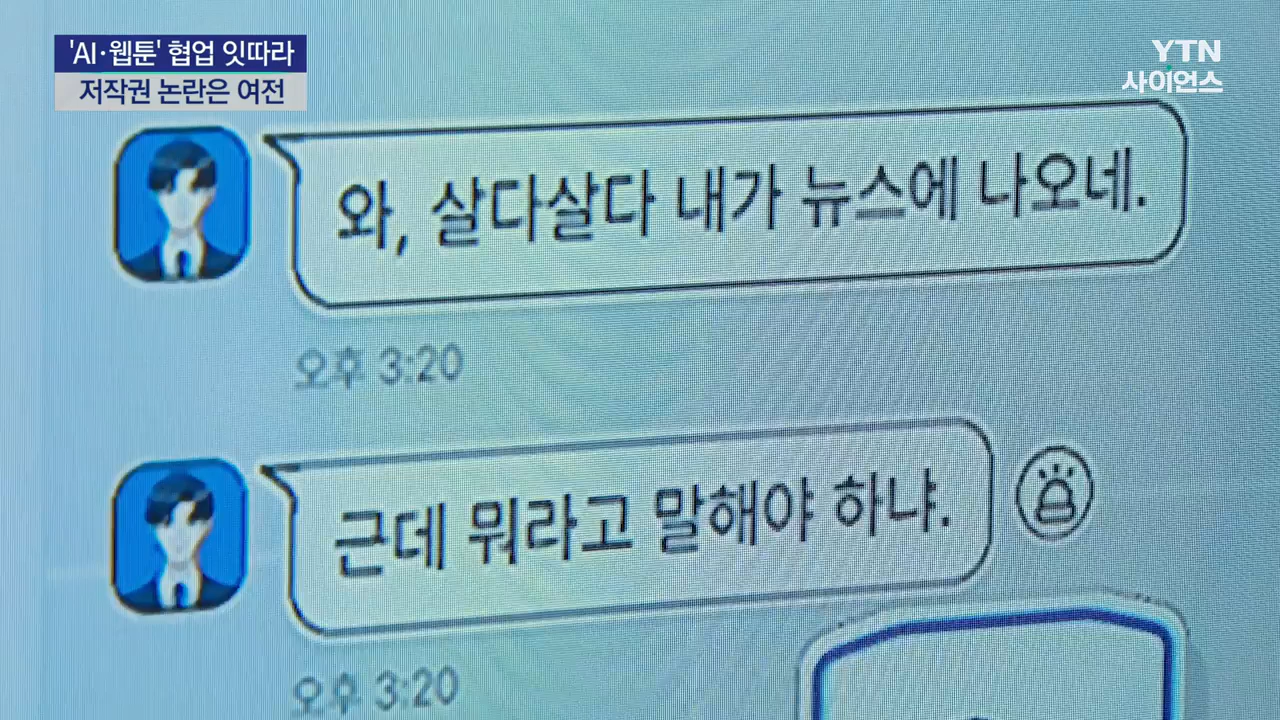 'AI·웹툰' 협업 잇따라
저작권 논란은 여전
YTN
사이언스
와, 살다살다 내가 뉴스에 나오네.
오후 3:20
근데 뭐라고 말해야 하냐.
오후 3:20